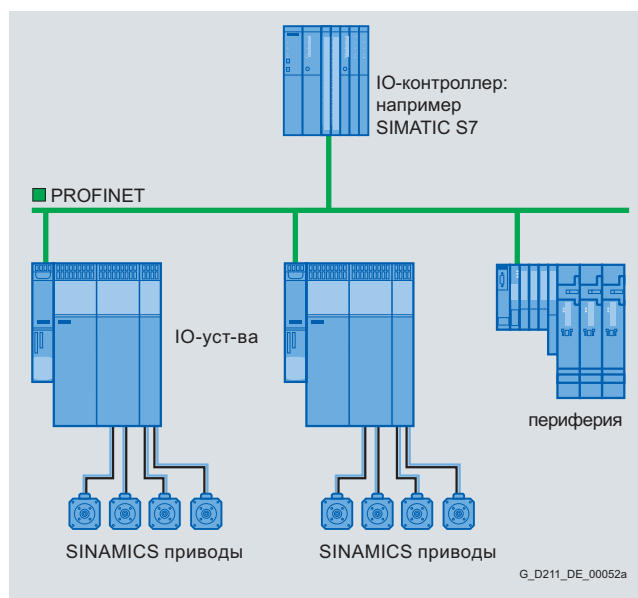 IO-контроллер:
например
SIMATIC S7
PROFINET
IO-уст-ва
периферия
SINAMICS приводы
SINAMICS приводы
G_D211_DE_00052a